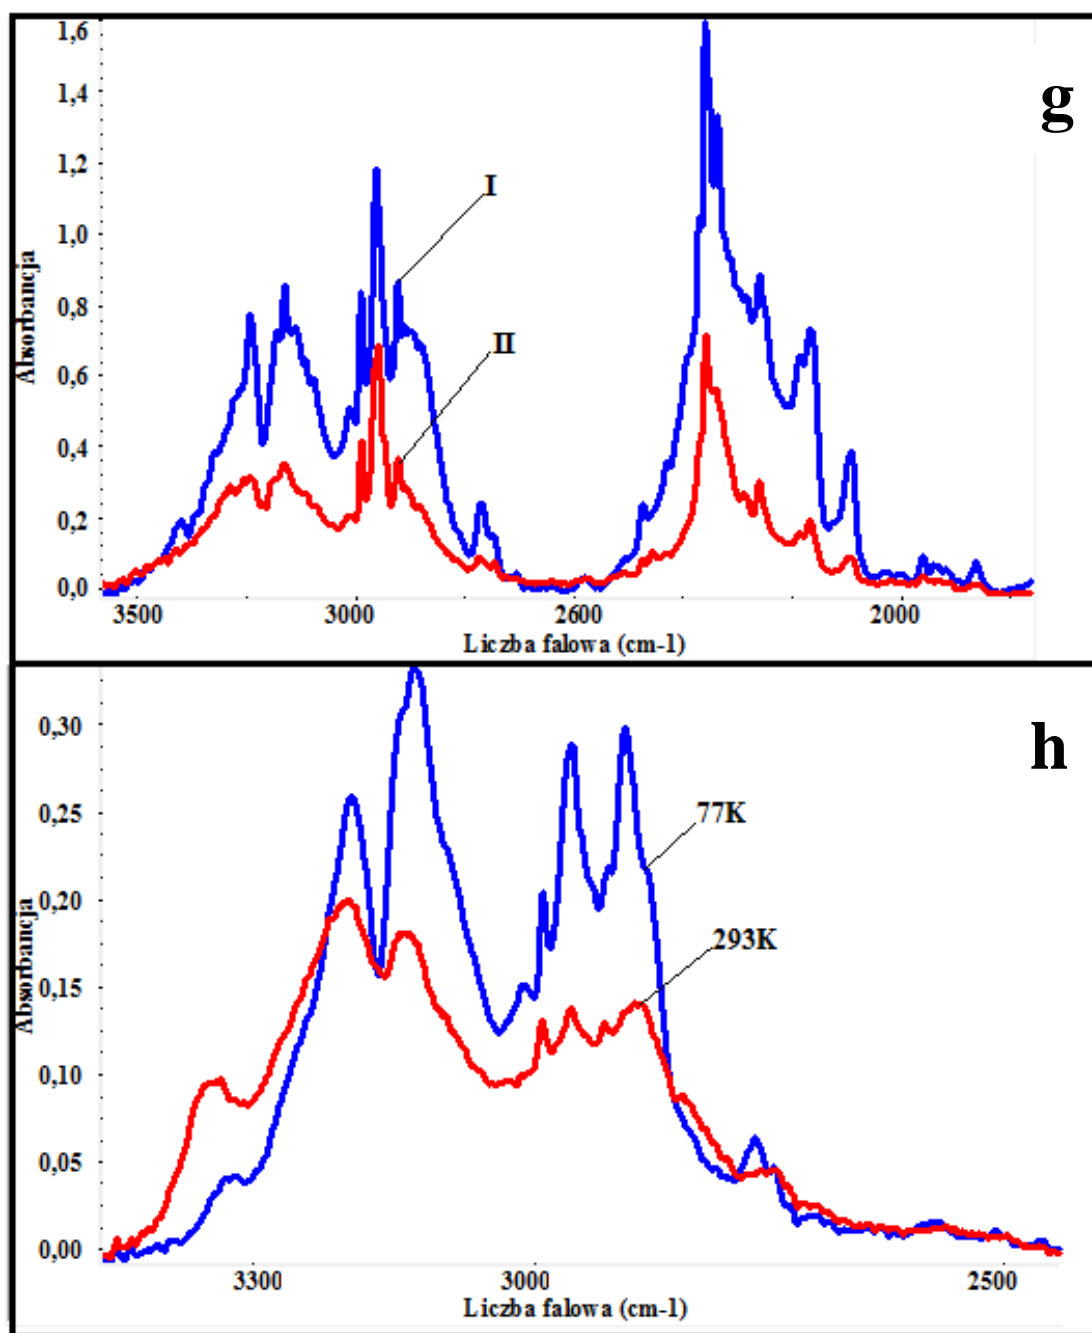 g
1,6
1,4
1,2
1,0
0,8
0,6
0,4
0,2
0,0
Absorbancja
I
II
3500 3000 2600 2000
Liczba falowa (cm-1)
h
0,30
0,25
0,20
0,15
0,10
0,05
0,00
Absorbancja
77K
293K
3300 3000 2500
Liczba falowa (cm-1)